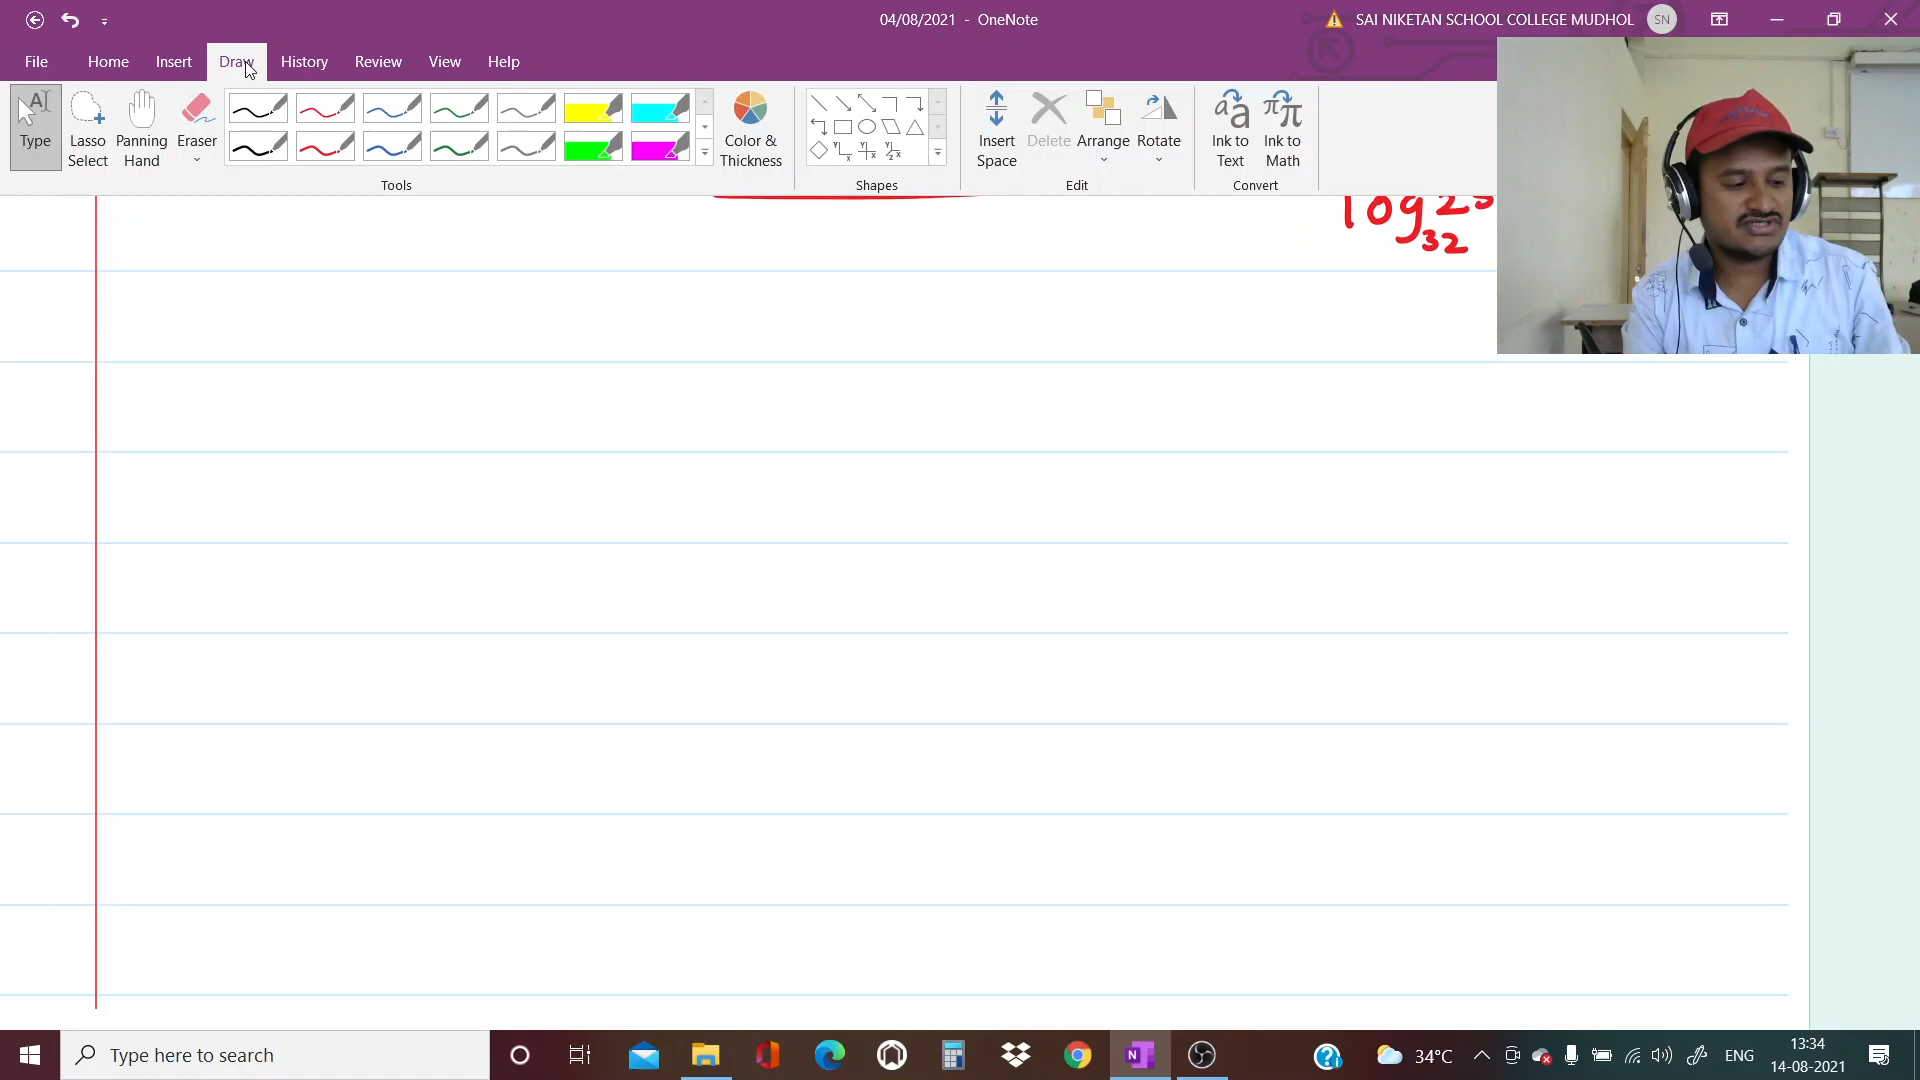 04/08/2021 - OneNote
SAI NIKETAN SCHOOL COLLEGE MUDHOL
SN
File
Home
Insert
Draw
History
Review
View
Help
Type
Lasso
Select
Panning
Hand
Eraser
Color &
Thickness
Insert
Space
Delete
Arrange
Rotate
Ink to
Text
Ink to
Math
Tools
Shapes
Edit
Convert
log
32
Type here to search
34°C
ENG
13:34
14-08-2021